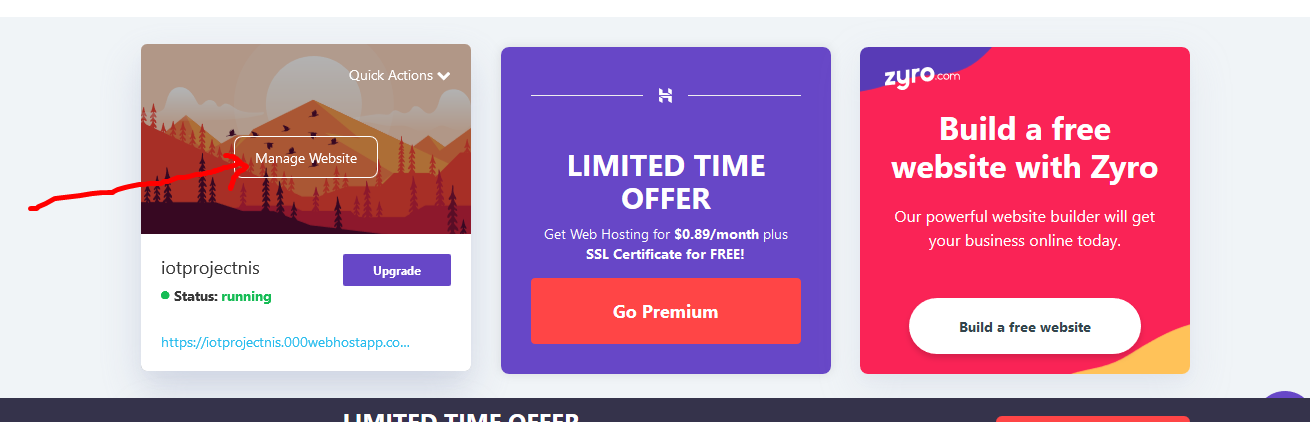 Quick Actions
Manage Website
iotprojectnis
Upgrade
Status: running
https://iotprojectnis.000webhostapp.co...
LIMITED TIME
OFFER
Get Web Hosting for $0.89/month plus
SSL Certificate for FREE!
Go Premium
zyro.com
Build a free
website with Zyro
Our powerful website builder will get
your business online today.
Build a free website
LIMITED TIME OFFER